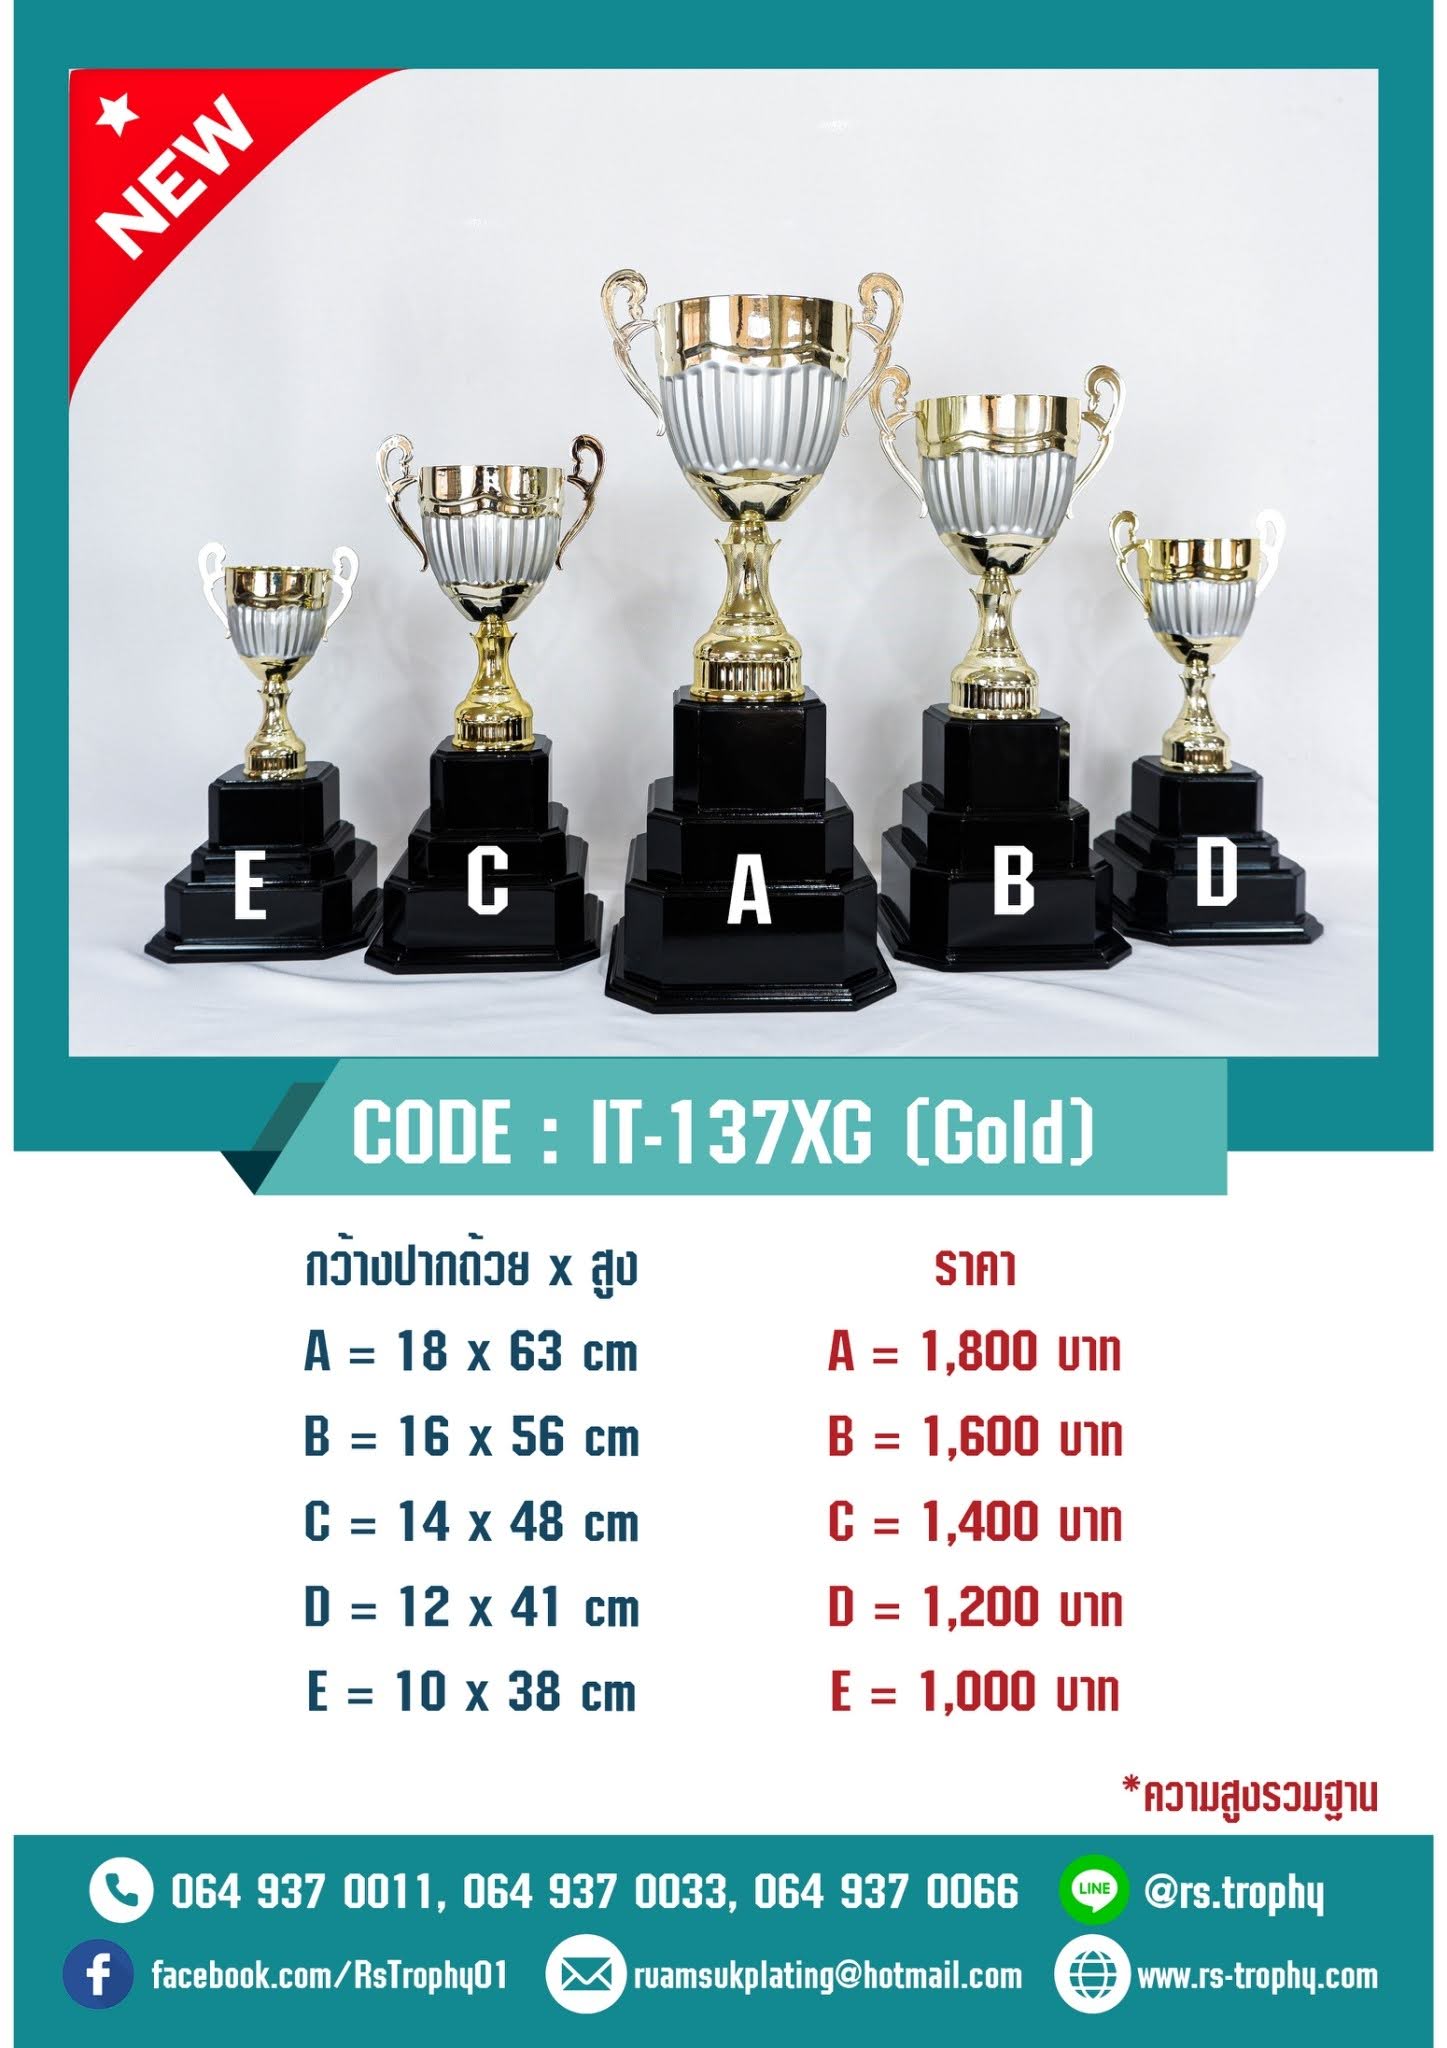 NEW
E C A B D
CODE : IT-137XG (Gold)
กว้างปากถ้วย x สูง
A = 18 x 63 cm
B = 16 x 56 cm
C = 14 x 48 cm
D = 12 x 41 cm
E = 10 x 38 cm
ราคา
A = 1,800 บาท
B = 1,600 บาท
C = 1,400 บาท
D = 1,200 บาท
E = 1,000 บาท
*ความสูงรวมฐาน
064 937 0011, 064 937 0033, 064 937 0066 LINE @rs.trophy
f facebook.com/RsTrophy01 ruamsukplating@hotmail.com www.rs-trophy.com